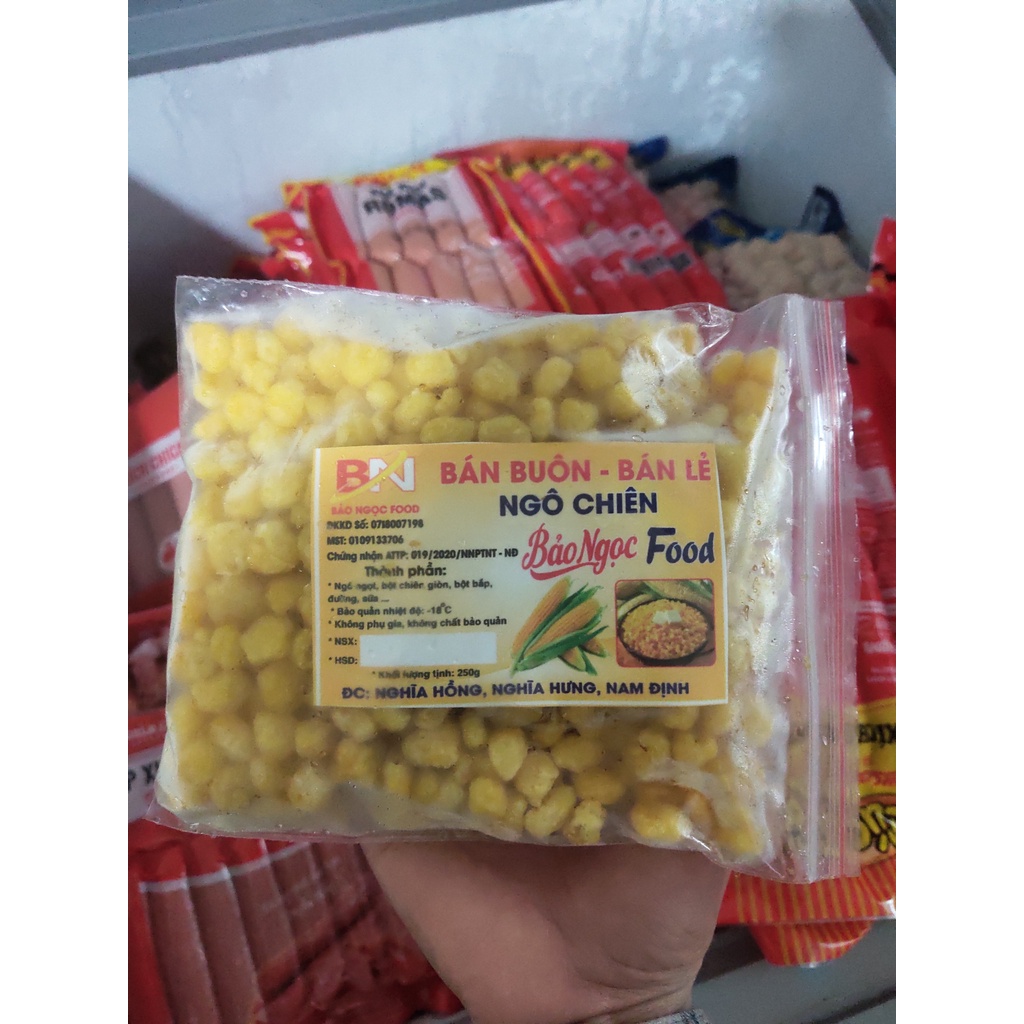 BN
BẢO NGỌC FOOD
BÁN BUÔN - BÁN LẺ
NGÔ CHIÊN
BảoNgọc Food
ĐKKD Số: 0718007198
MST: 0109133706
Chứng nhận ATTP: 019/2020/NNPTNT - NĐ
Thành phần:
* Ngô ngọt, bột chiên giòn, bột bắp,
đường, sữa ...
* Bảo quản nhiệt độ: -18°C
* Không phụ gia, không chất bảo quản
* NSX:
* HSD:
* Khối lượng tịnh: 250g
ĐC: NGHĨA HỒNG, NGHĨA HƯNG, NAM ĐỊNH